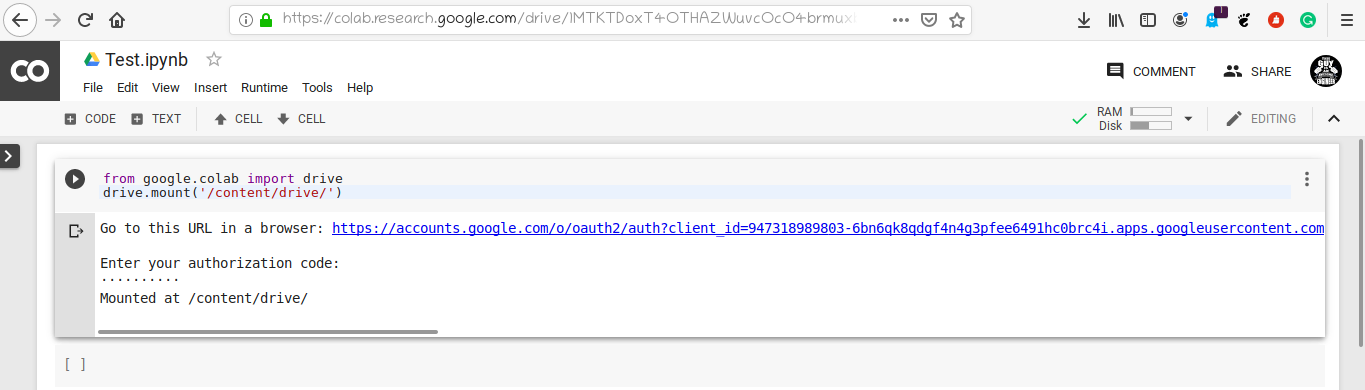 https://colab.research.google.com/drive/1MTKTDoxT4OTHAZWuvcOcO4brmux
1
CO
Test.ipynb
COMMENT
SHARE
File Edit View Insert Runtime Tools Help
CODE TEXT CELL CELL
RAM
Disk
EDITING
from google.colab import drive
drive.mount('/content/drive/')
Go to this URL in a browser: https://accounts.google.com/o/oauth2/auth?client_id=947318989803-6bn6qk8qdgf4n4g3pfee6491hc0brc4i.apps.googleusercontent.com
Enter your authorization code:
··········
Mounted at /content/drive/
[ ]